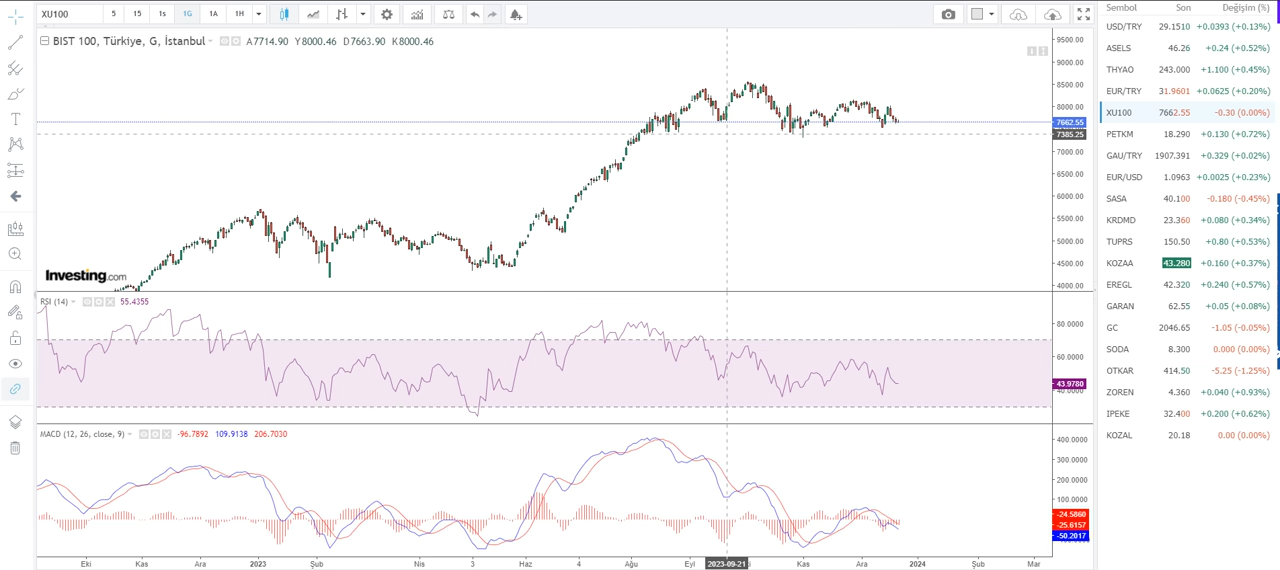 XU100 5 15 1s 1G 1A 1H
BIST 100, Türkiye, G, İstanbul A7714.90 Y8000.46 D7663.90 K8000.46
9500.00
9000.00
8500.00
8000.00
7662.55
7385.25
7000.00
6500.00
6000.00
5500.00
5000.00
4500.00
4000.00
Investing.com
RSI (14) 55.4355
80.0000
60.0000
43.9780
40.0000
MACD (12, 26, close, 9) -96.7892 109.9138 206.7030
400.0000
300.0000
200.0000
100.0000
-24.5860
-25.6157
-50.2017
Eki Kas Ara 2023 Şub Nis 3 Haz 4 Ağu Eyl 2023-09-21 Kas Ara 2024 Şub Mar
Sembol Son Değişim (%)
USD/TRY 29.1510 +0.0393 (+0.13%)
ASELS 46.26 +0.24 (+0.52%)
THYAO 243.000 +1.100 (+0.45%)
EUR/TRY 31.9601 +0.0625 (+0.20%)
XU100 7662.55 -0.30 (0.00%)
PETKM 18.290 +0.130 (+0.72%)
GAU/TRY 1907.391 +0.329 (+0.02%)
EUR/USD 1.0963 +0.0025 (+0.23%)
SASA 40.100 -0.180 (-0.45%)
KRDMD 23.360 +0.080 (+0.34%)
TUPRS 150.50 +0.80 (+0.53%)
KOZAA 43.280 +0.160 (+0.37%)
EREGL 42.320 +0.240 (+0.57%)
GARAN 62.55 +0.05 (+0.08%)
GC 2046.65 -1.05 (-0.05%)
SODA 8.300 0.000 (0.00%)
OTKAR 414.50 -5.25 (-1.25%)
ZOREN 4.360 +0.040 (+0.93%)
IPEKE 32.400 +0.200 (+0.62%)
KOZAL 20.18 0.00 (0.00%)